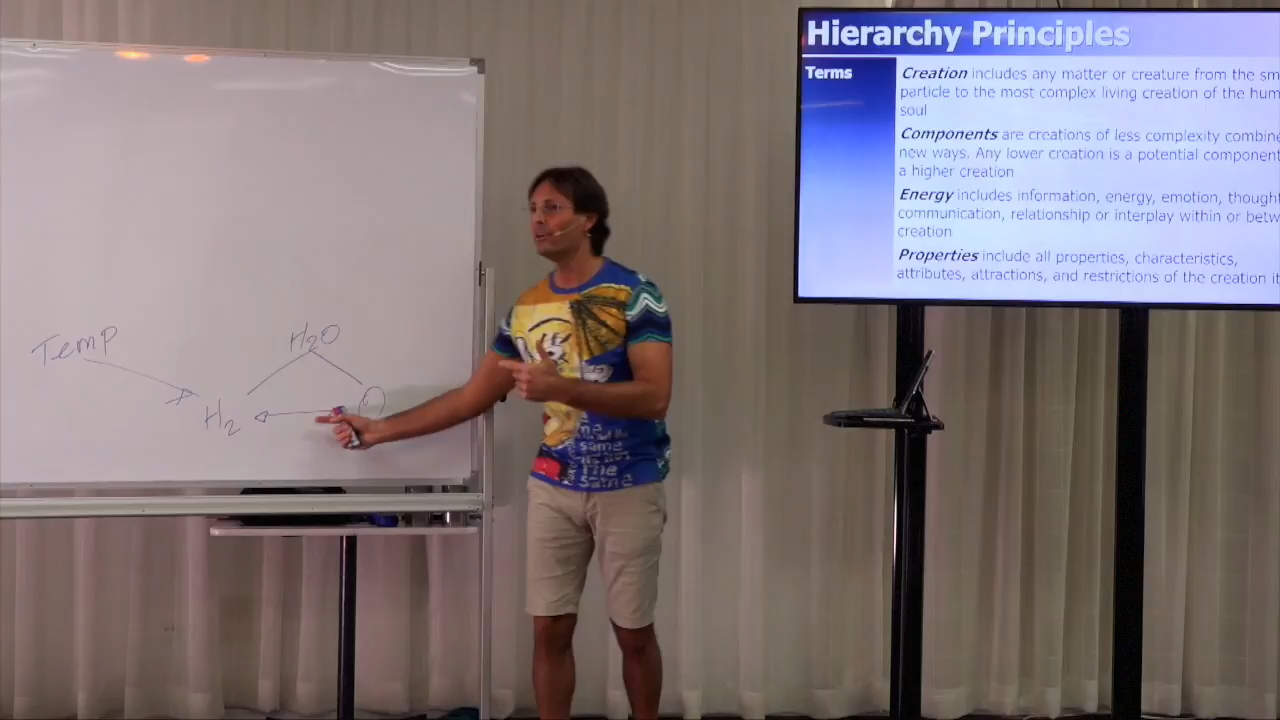 Hierarchy Principles
Terms
Creation includes any matter or creature from the sm
particle to the most complex living creation of the hum
soul
Components are creations of less complexity combine
new ways. Any lower creation is a potential component
a higher creation
Energy includes information, energy, emotion, thought
communication, relationship or interplay within or betw
creation
Properties include all properties, characteristics,
attributes, attractions, and restrictions of the creation it
Temp
H2O
H2
O
same
The
same